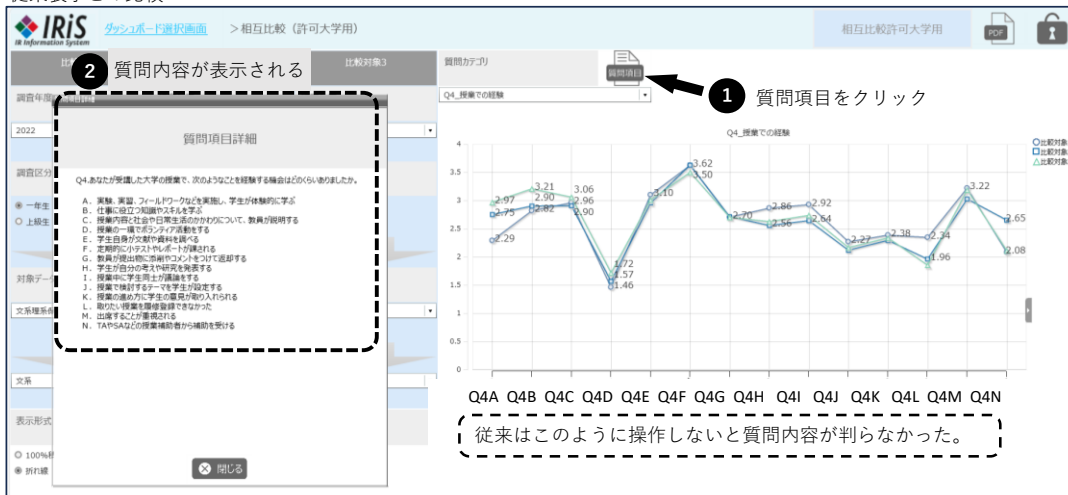 IRiS
IR Information System
ダッシュボード選択画面 ＞相互比較（許可大学用）
相互比較許可大学用
PDF
比較対象3
質問カテゴリ
質問項目
1 質問項目をクリック
2 質問内容が表示される
調査年度
2022
調査区分
一年生
上級生
文系
表示形式
折れ線
質問項目詳細
Q4.あなたが受講した大学の授業で、次のようなことを経験する機会はどのくらいありましたか。
A．実験、実習、フィールドワークなどを実施し、学生が体験的に学ぶ
B．仕事に役立つ知識やスキルを学ぶ
C．授業内容と社会や日常生活のかかわりについて、教員が説明する
D．授業の一環でボランティア活動をする
E．学生自身が文献や資料を調べる
F．定期的に小テストやレポートが課される
G．教員が提出物に添削やコメントをつけて返却する
H．学生が自分の考えや研究を発表する
I．授業中に学生同士が議論をする
J．授業で検討するテーマを学生が設定する
K．授業の進め方に学生の意見が取り入れられる
L．取りたい授業を履修登録できなかった
M．出席することが重視される
N．TAやSAなどの授業補助者から補助を受ける
閉じる
Q4_授業での経験
Q4_授業での経験
比較対象
比較対象
比較対象
4
3.5
3
2.5
2
1.5
1
0.5
0
2.97
2.75
2.29
3.21
2.90
2.82
3.06
2.96
2.90
1.72
1.57
1.46
3.10
3.62
3.50
2.70
2.86
2.56
2.92
2.64
2.27
2.38
2.34
1.96
3.22
2.65
2.08
Q4A Q4B Q4C Q4D Q4E Q4F Q4G Q4H Q4I Q4J Q4K Q4L Q4M Q4N
従来はこのように操作しないと質問内容が判らなかった。